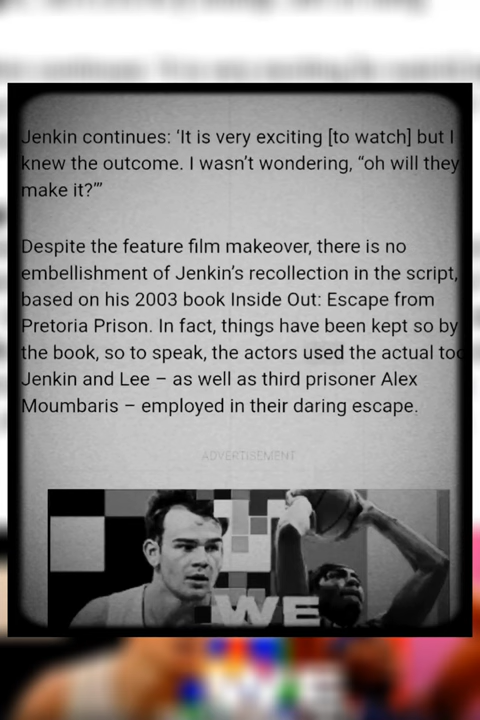 Jenkin continues: ‘It is very exciting [to watch] but I
knew the outcome. I wasn’t wondering, “oh will they
make it?”’
Despite the feature film makeover, there is no
embellishment of Jenkin’s recollection in the script,
based on his 2003 book Inside Out: Escape from
Pretoria Prison. In fact, things have been kept so by
the book, so to speak, the actors used the actual
Jenkin and Lee – as well as third prisoner Alex
Moumbaris – employed in their daring escape.
ADVERTISEMENT
WE